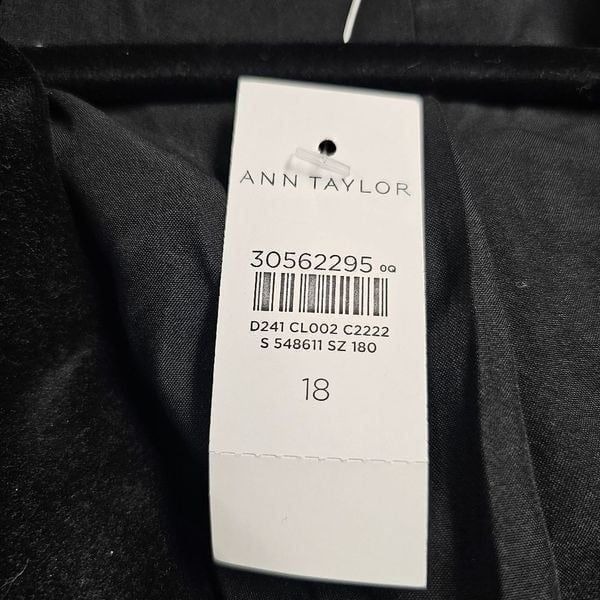 ANN TAYLOR
30562295 0Q
D241 CL002 C2222
S 548611 SZ 180
18